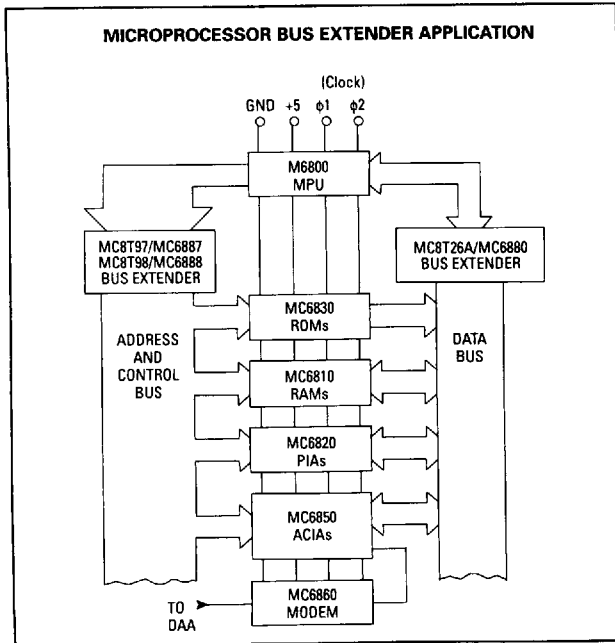 MICROPROCESSOR BUS EXTENDER APPLICATION
(Clock)
GND +5 ϕ1 ϕ2
M6800
MPU
MC8T97/MC6887
MC8T98/MC6888
BUS EXTENDER
MC8T26A/MC6880
BUS EXTENDER
MC6830
ROMs
ADDRESS
AND
CONTROL
BUS
DATA
BUS
MC6810
RAMs
MC6820
PIAs
MC6850
ACIAs
MC6860
MODEM
TO
DAA